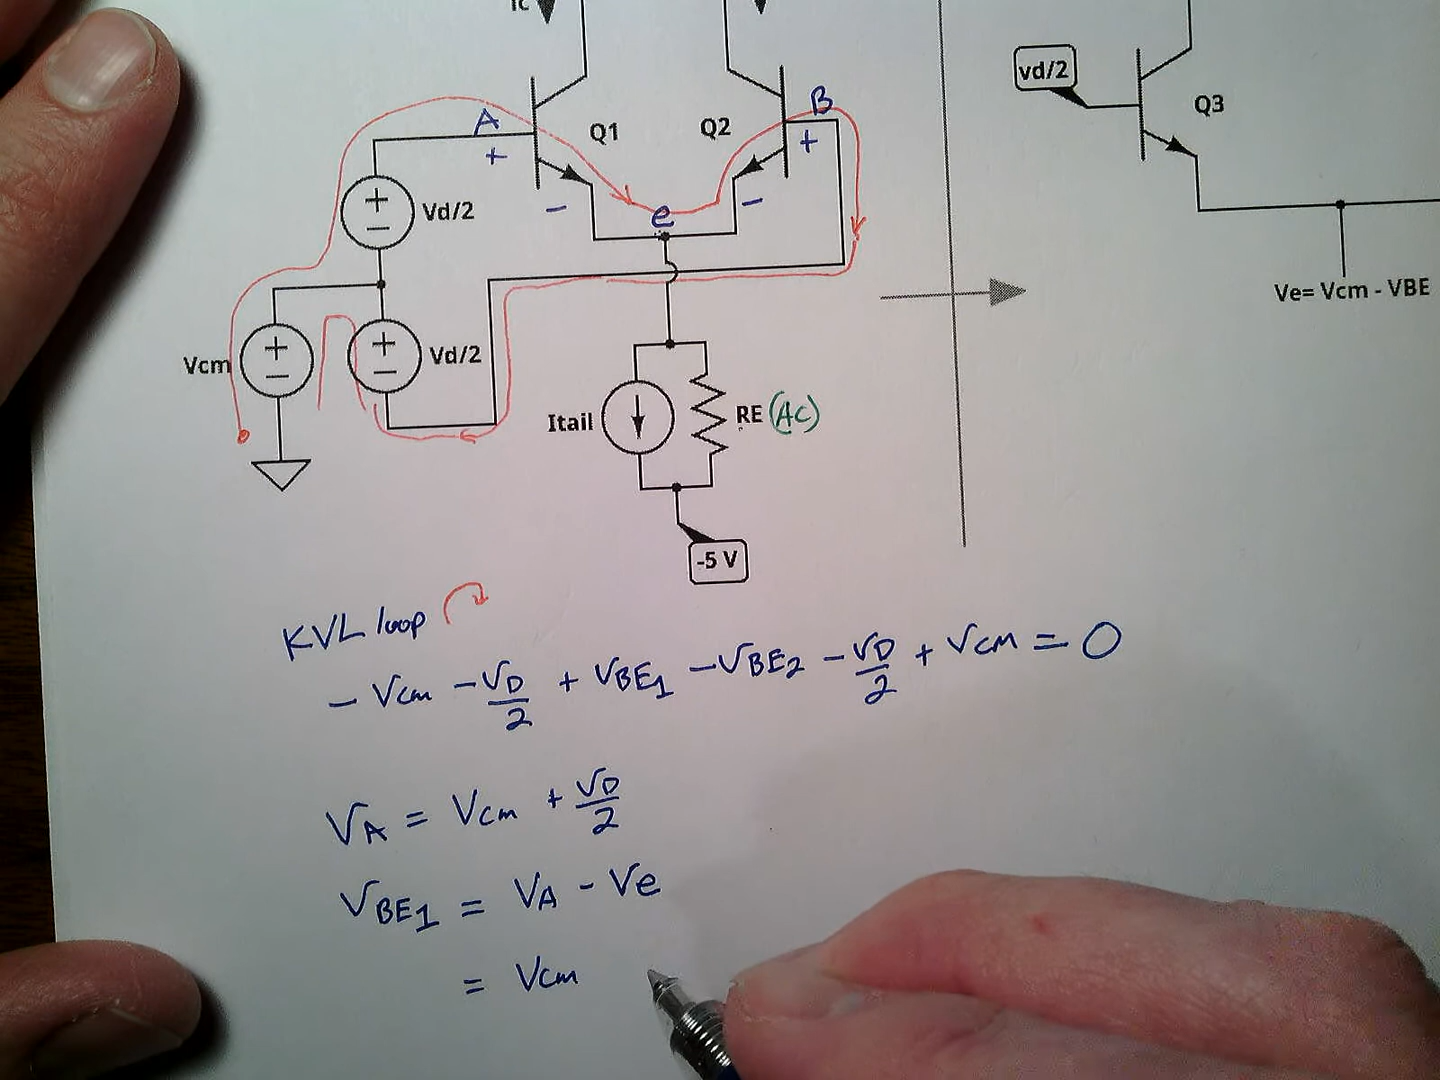 Ic
A
Q1
Q2
B
+
+
vd/2
Q3
+
−
Vd/2
−
e
−
Ve= Vcm - VBE
Vcm
+
−
+
−
Vd/2
Itail
RE (AC)
-5 V
KVL loop
− Vcm − VD/2 + VBE1 − VBE2 − VD/2 + Vcm = 0
VA = Vcm + VD/2
VBE1 = VA - Ve
= Vcm